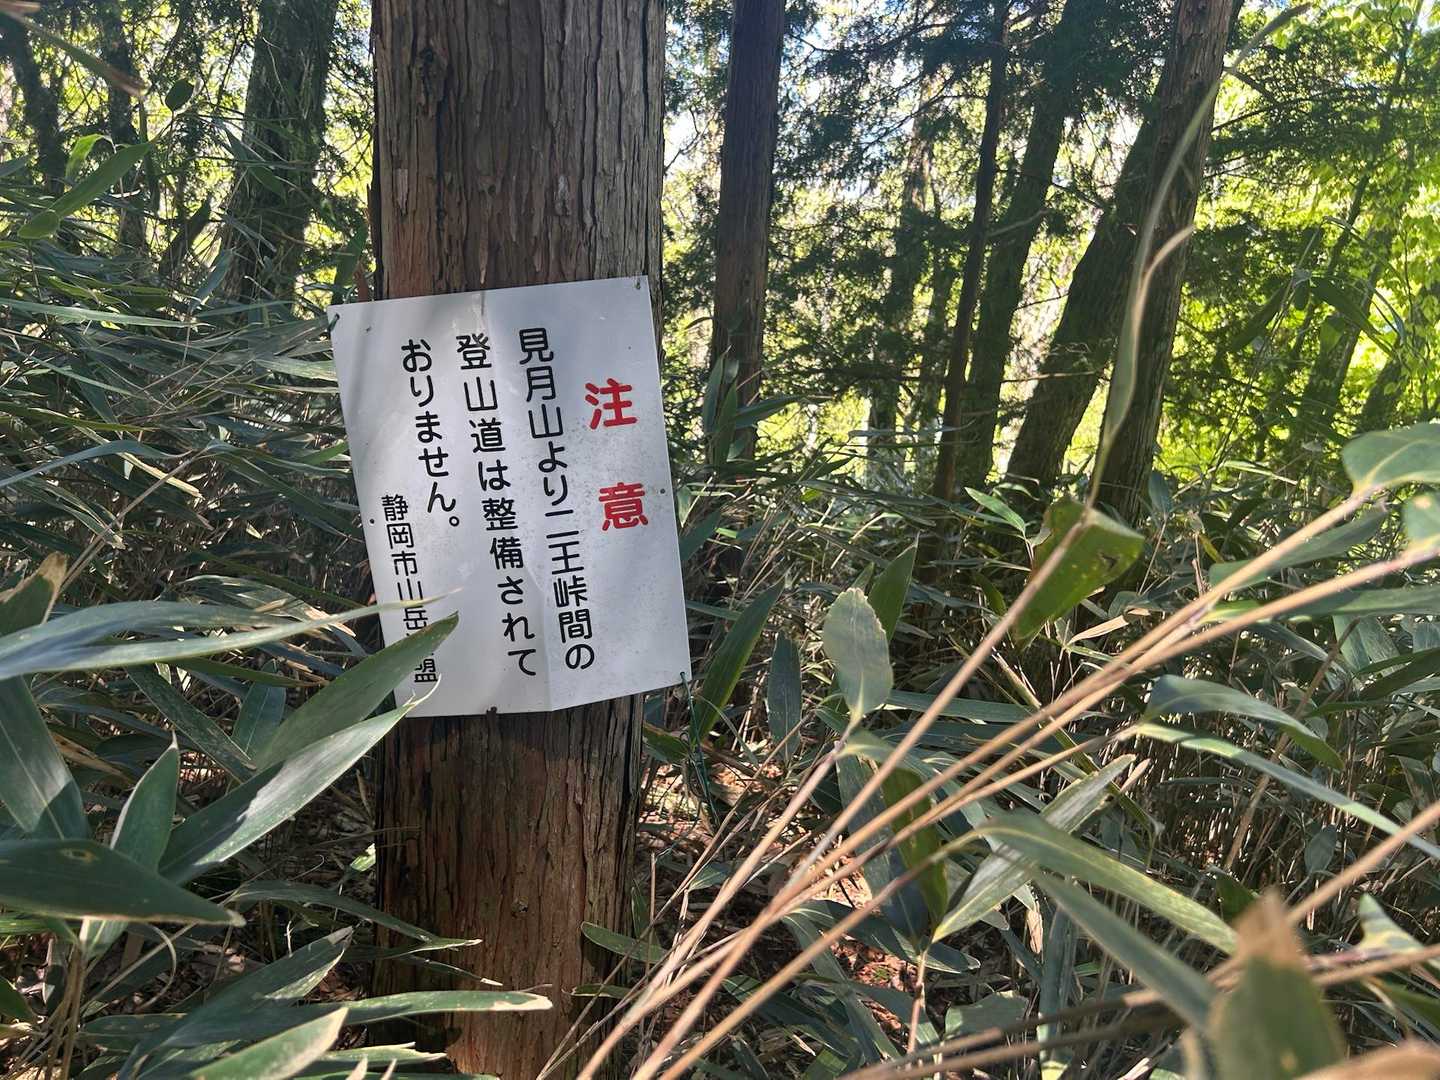 注意
見月山より二王峠間の
登山道は整備されて
おりません。
静岡市山岳盟